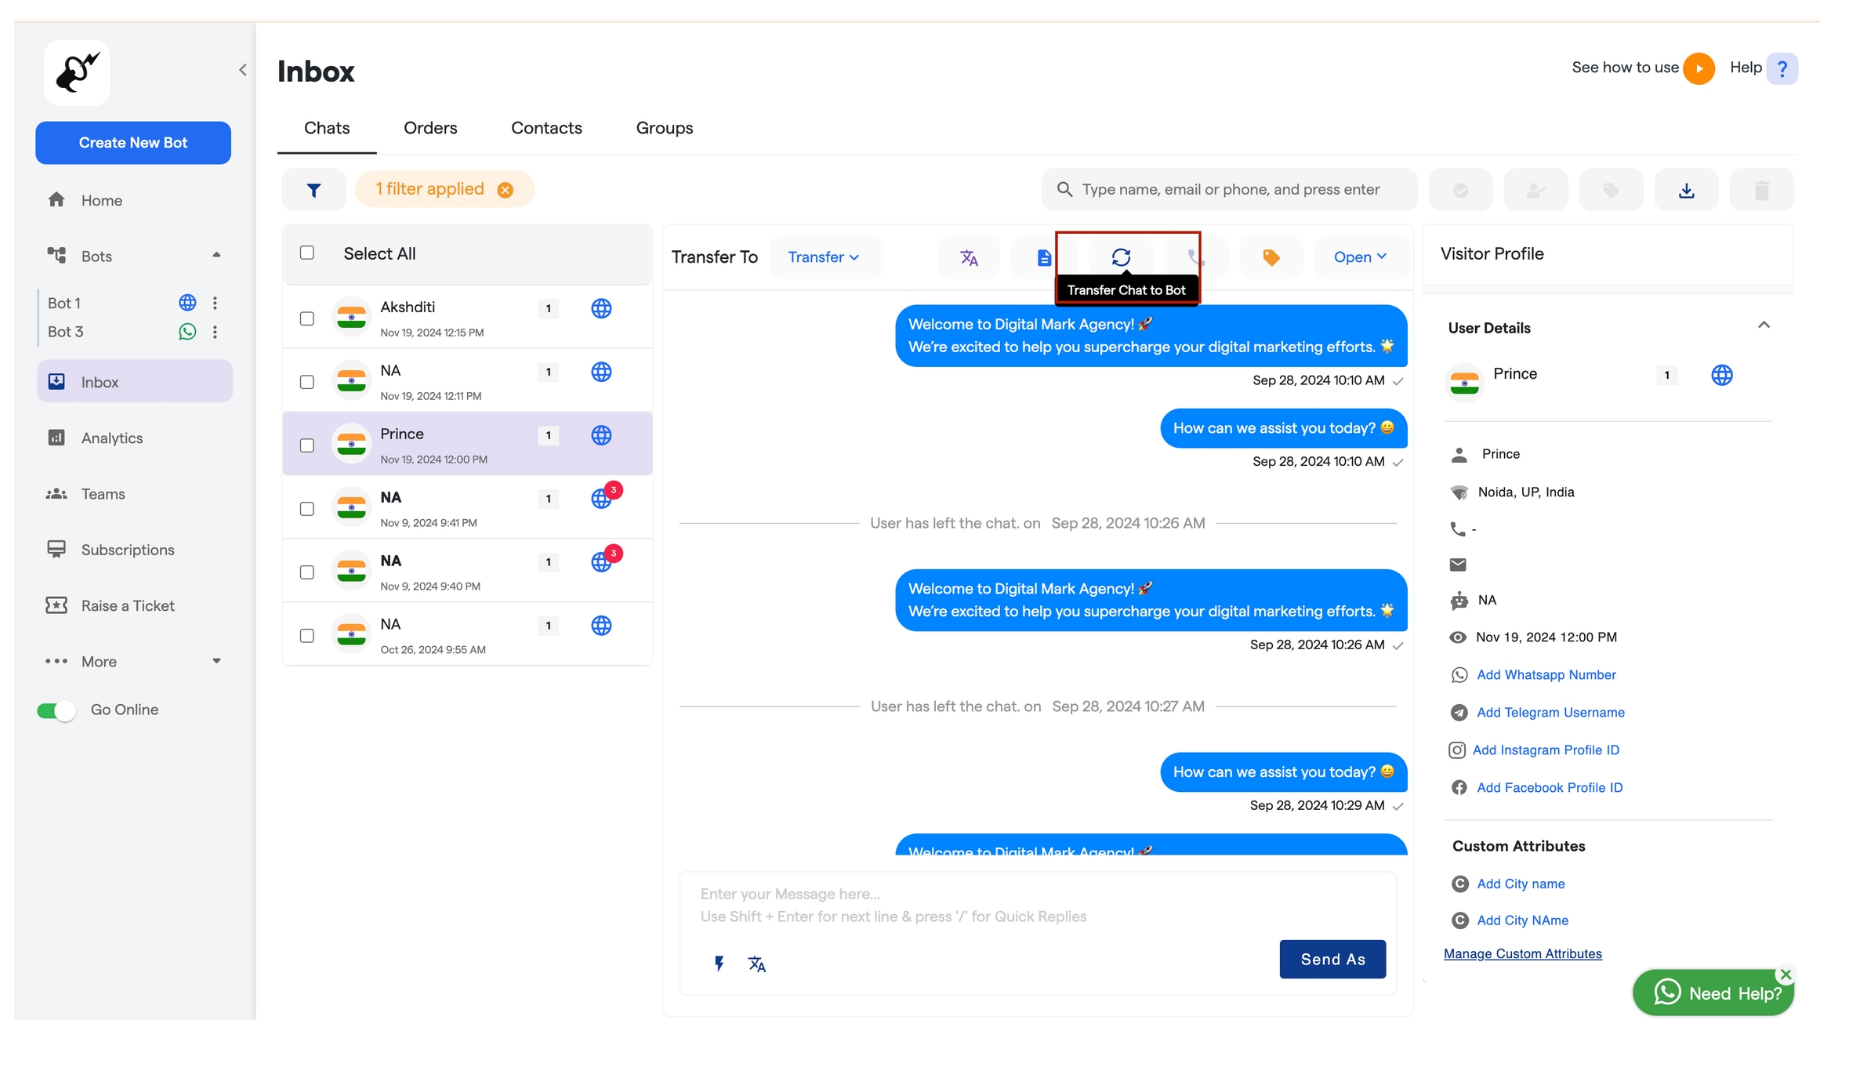 Inbox
See how to use
Help ?
Create New Bot
Chats
Orders
Contacts
Groups
1 filter applied
Type name, email or phone, and press enter
Home
Bots
Bot 1
Bot 3
Inbox
Analytics
Teams
Subscriptions
Raise a Ticket
More
Go Online
Select All
Akshditi
1
Nov 19, 2024 12:15 PM
NA
1
Nov 19, 2024 12:11 PM
Prince
1
Nov 19, 2024 12:00 PM
NA
1
3
Nov 9, 2024 9:41 PM
NA
1
3
Nov 9, 2024 9:40 PM
NA
1
Oct 26, 2024 9:55 AM
Transfer To
Transfer
Open
Transfer Chat to Bot
Welcome to Digital Mark Agency! 🚀
We're excited to help you supercharge your digital marketing efforts. 🌟
Sep 28, 2024 10:10 AM
How can we assist you today? 😄
Sep 28, 2024 10:10 AM
User has left the chat. on Sep 28, 2024 10:26 AM
Welcome to Digital Mark Agency! 🚀
We're excited to help you supercharge your digital marketing efforts. 🌟
Sep 28, 2024 10:26 AM
User has left the chat. on Sep 28, 2024 10:27 AM
How can we assist you today? 😄
Sep 28, 2024 10:29 AM
Welcome to Digital Mark Agency! 🚀
Enter your Message here...
Use Shift + Enter for next line & press '/' for Quick Replies
Send As
Visitor Profile
User Details
Prince
1
Prince
Noida, UP, India
-
NA
Nov 19, 2024 12:00 PM
Add Whatsapp Number
Add Telegram Username
Add Instagram Profile ID
Add Facebook Profile ID
Custom Attributes
C Add City name
C Add City NAme
Manage Custom Attributes
Need Help?